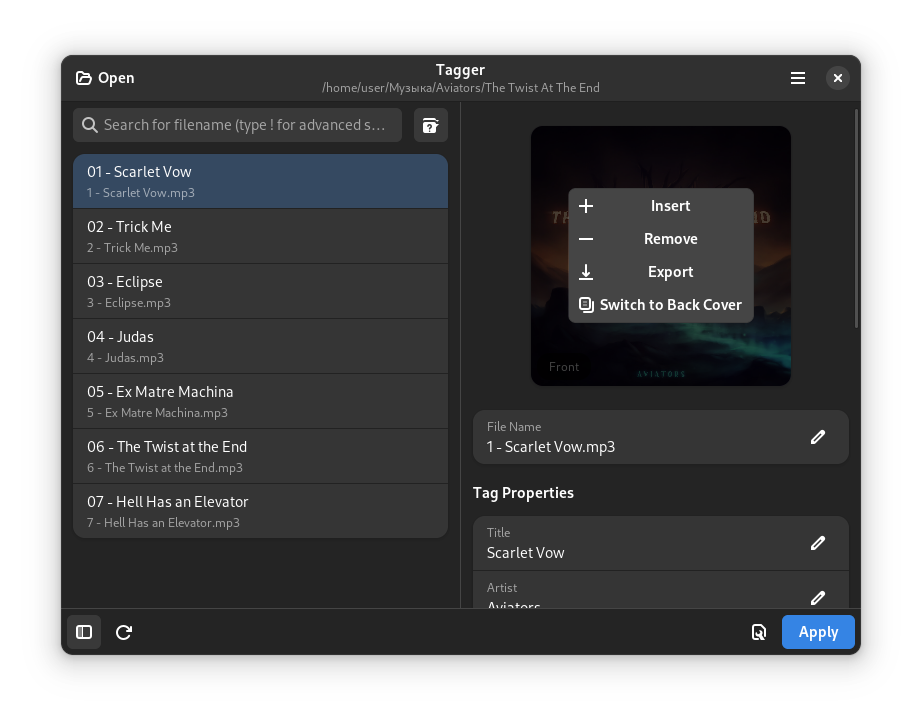 Open
Tagger
/home/user/Музыка/Aviators/The Twist At The End
Search for filename (type ! for advanced s…
01 - Scarlet Vow
1 - Scarlet Vow.mp3
02 - Trick Me
2 - Trick Me.mp3
03 - Eclipse
3 - Eclipse.mp3
04 - Judas
4 - Judas.mp3
05 - Ex Matre Machina
5 - Ex Matre Machina.mp3
06 - The Twist at the End
6 - The Twist at the End.mp3
07 - Hell Has an Elevator
7 - Hell Has an Elevator.mp3
Insert
Remove
Export
Switch to Back Cover
Front
AVIATORS
File Name
1 - Scarlet Vow.mp3
Tag Properties
Title
Scarlet Vow
Artist
Aviators
Apply